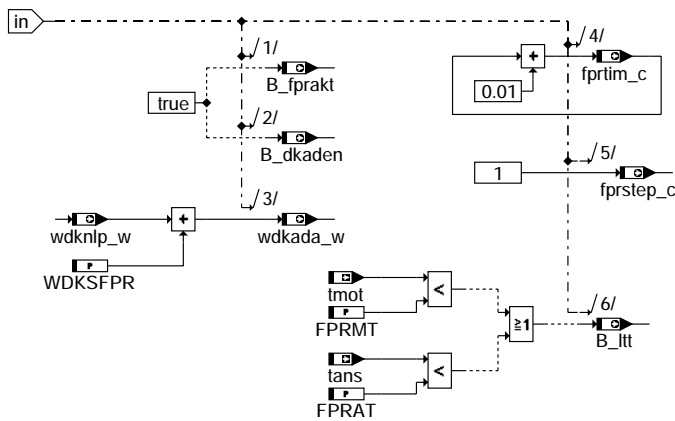 in
1/
B_fprakt
true
2/
B_dkaden
3/
wdknlp_w
+
wdkada_w
P
WDKSFPR
4/
+
fprtim_c
0.01
5/
1
fprstep_c
tmot
<
P
FPRMT
6/
≥1
B_ltt
tans
<
P
FPRAT